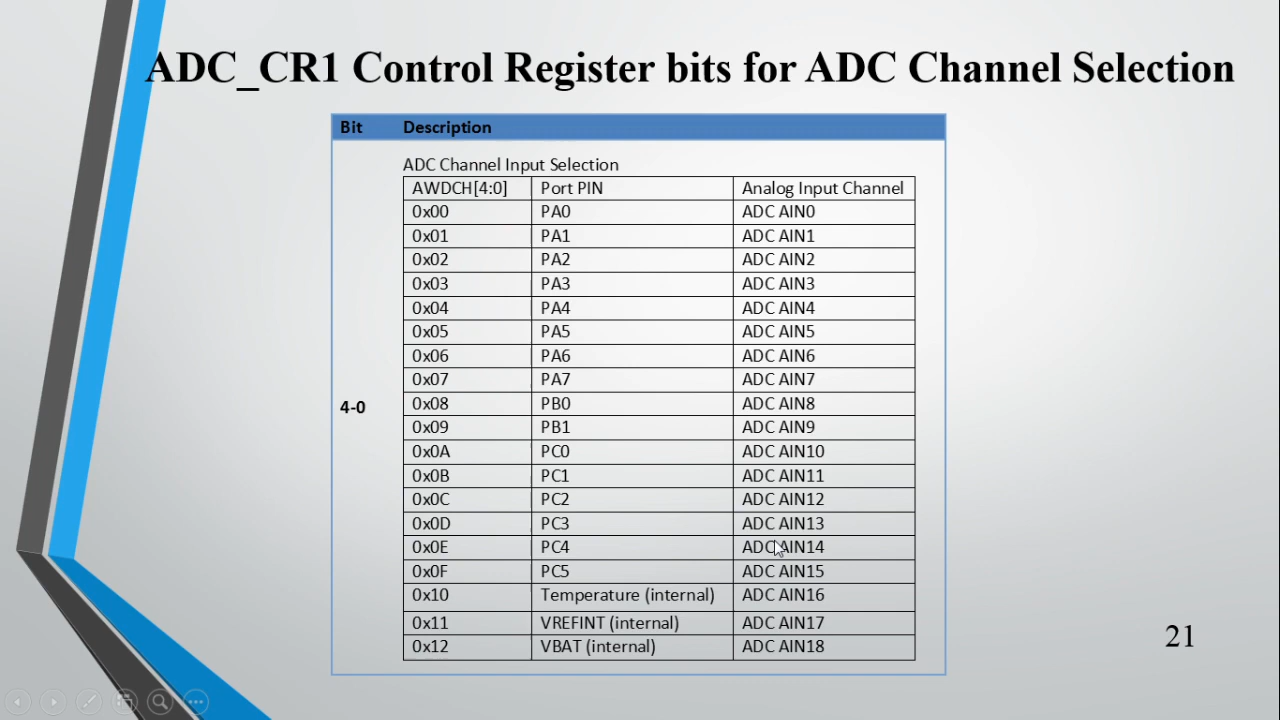 ADC_CR1 Control Register bits for ADC Channel Selection
Bit Description
ADC Channel Input Selection
AWDCH[4:0] Port PIN Analog Input Channel
0x00 PA0 ADC AIN0
0x01 PA1 ADC AIN1
0x02 PA2 ADC AIN2
0x03 PA3 ADC AIN3
0x04 PA4 ADC AIN4
0x05 PA5 ADC AIN5
0x06 PA6 ADC AIN6
0x07 PA7 ADC AIN7
4-0
0x08 PB0 ADC AIN8
0x09 PB1 ADC AIN9
0x0A PC0 ADC AIN10
0x0B PC1 ADC AIN11
0x0C PC2 ADC AIN12
0x0D PC3 ADC AIN13
0x0E PC4 ADC AIN14
0x0F PC5 ADC AIN15
0x10 Temperature (internal) ADC AIN16
0x11 VREFINT (internal) ADC AIN17
0x12 VBAT (internal) ADC AIN18
21